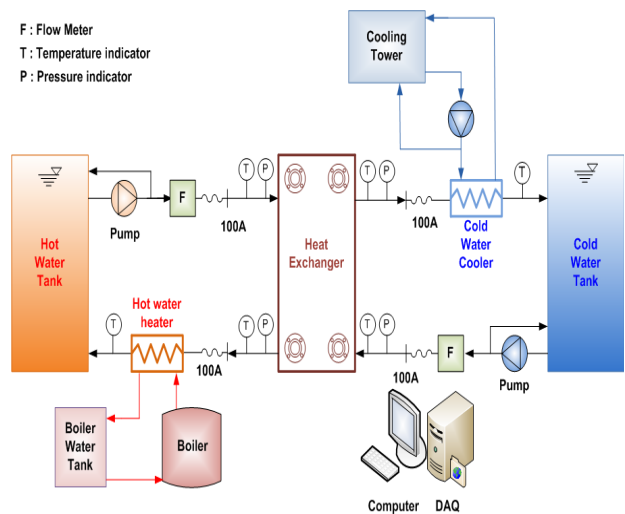 F : Flow Meter
T : Temperature indicator
P : Pressure indicator
Cooling
Tower
T
P
T
P
T
F
Pump
100A
100A
Hot
Water
Tank
Heat
Exchanger
Cold
Water
Cooler
Cold
Water
Tank
Hot water
heater
T
T
P
T
P
F
100A
100A
Pump
Boiler
Water
Tank
Boiler
Computer
DAQ